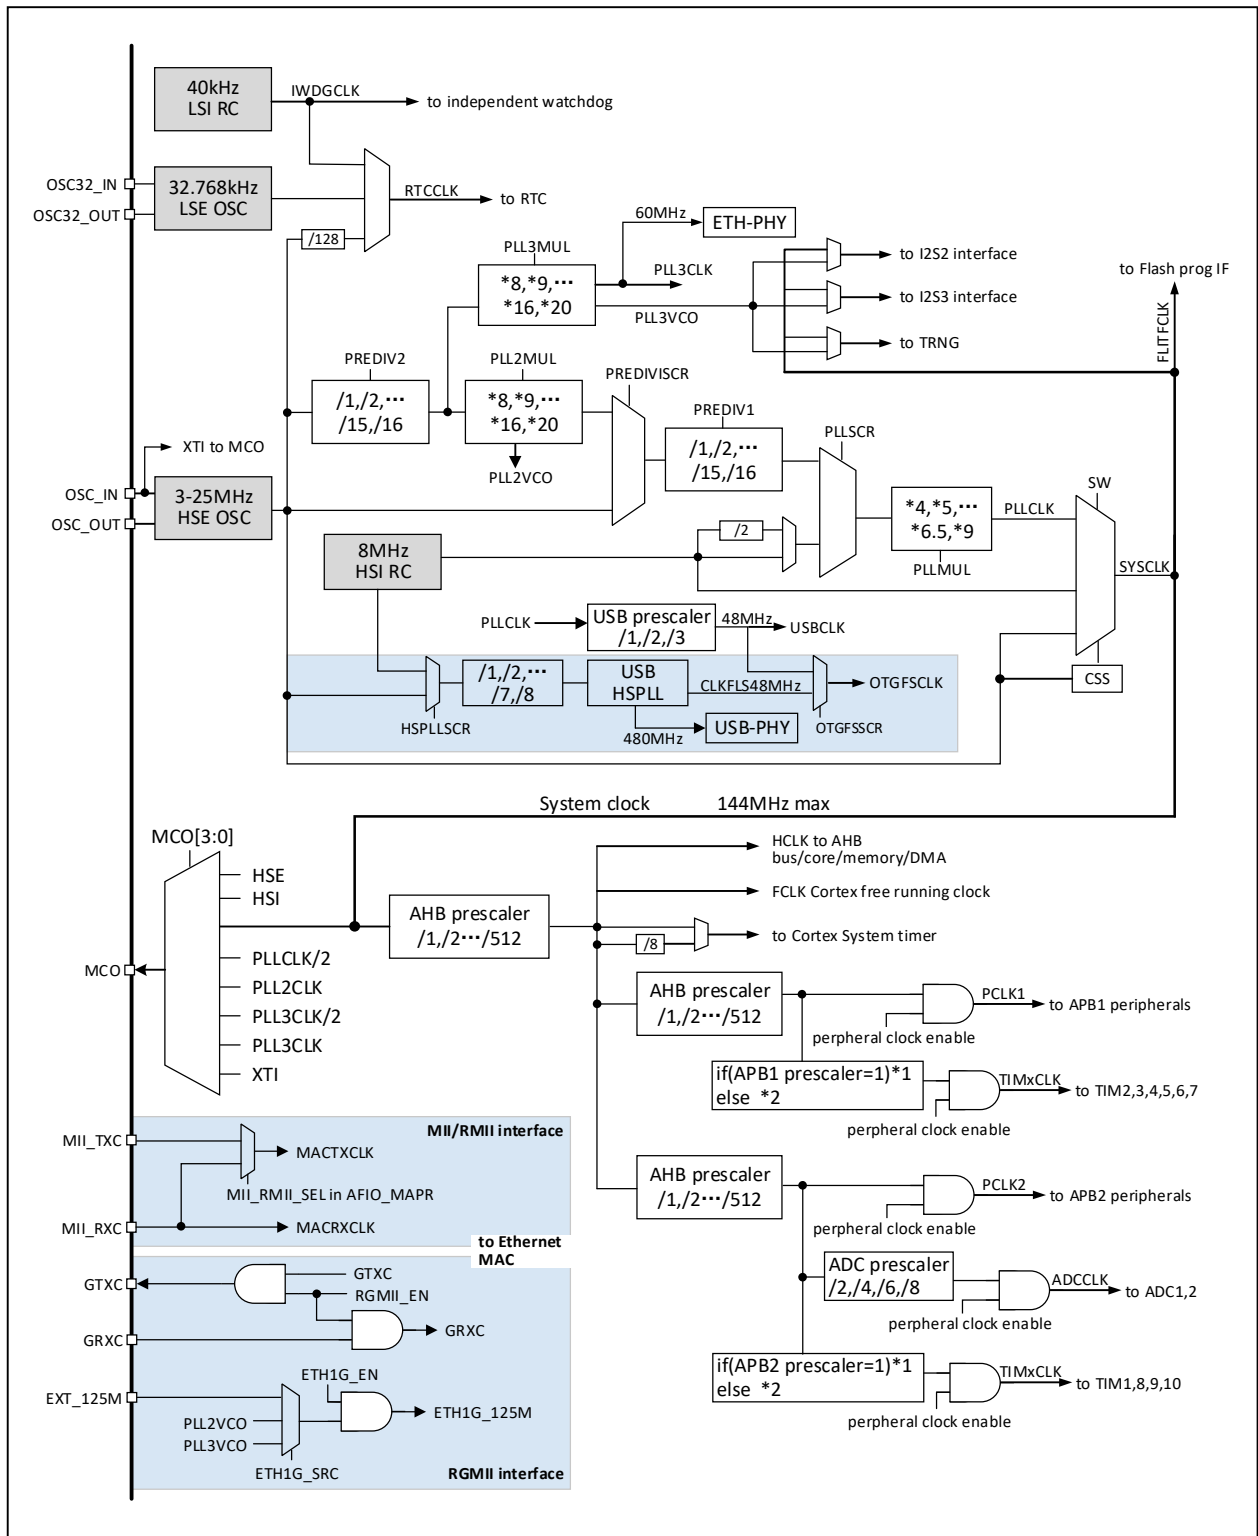 40kHz
LSI RC
IWDGCLK
to independent watchdog
OSC32_IN
OSC32_OUT
32.768kHz
LSE OSC
RTCCLK
to RTC
/128
60MHz
ETH-PHY
PLL3MUL
*8,*9,···
*16,*20
PLL3CLK
PLL3VCO
to I2S2 interface
to I2S3 interface
to TRNG
to Flash prog IF
FLITFCLK
PREDIV2
/1,/2,···
/15,/16
PLL2MUL
*8,*9,···
*16,*20
PLL2VCO
PREDIVISCR
PREDIV1
/1,/2,···
/15,/16
PLLSCR
XTI to MCO
OSC_IN
OSC_OUT
3-25MHz
HSE OSC
*4,*5,···
*6.5,*9
PLLMUL
PLLCLK
SW
SYSCLK
/2
8MHz
HSI RC
PLLCLK
USB prescaler
/1,/2,/3
48MHz
USBCLK
CSS
/1,/2,···
/7,/8
USB
HSPLL
CLKFLS48MHz
OTGFSCLK
HSPLLSCR
480MHz
USB-PHY
OTGFSSCR
System clock
144MHz max
MCO[3:0]
HSE
HSI
PLLCLK/2
PLL2CLK
PLL3CLK/2
PLL3CLK
XTI
MCO
AHB prescaler
/1,/2···/512
HCLK to AHB
bus/core/memory/DMA
FCLK Cortex free running clock
/8
to Cortex System timer
AHB prescaler
/1,/2···/512
PCLK1
to APB1 peripherals
perpheral clock enable
if(APB1 prescaler=1)*1
else *2
TIMxCLK
to TIM2,3,4,5,6,7
perpheral clock enable
MII_TXC
MII/RMII interface
MACTXCLK
MII_RMII_SEL in AFIO_MAPR
MII_RXC
MACRXCLK
to Ethernet
MAC
AHB prescaler
/1,/2···/512
PCLK2
to APB2 peripherals
perpheral clock enable
ADC prescaler
/2,/4,/6,/8
ADCCLK
to ADC1,2
perpheral clock enable
if(APB2 prescaler=1)*1
else *2
TIMxCLK
to TIM1,8,9,10
perpheral clock enable
GTXC
GTXC
RGMII_EN
GRXC
GRXC
EXT_125M
ETH1G_EN
ETH1G_125M
PLL2VCO
PLL3VCO
ETH1G_SRC
RGMII interface